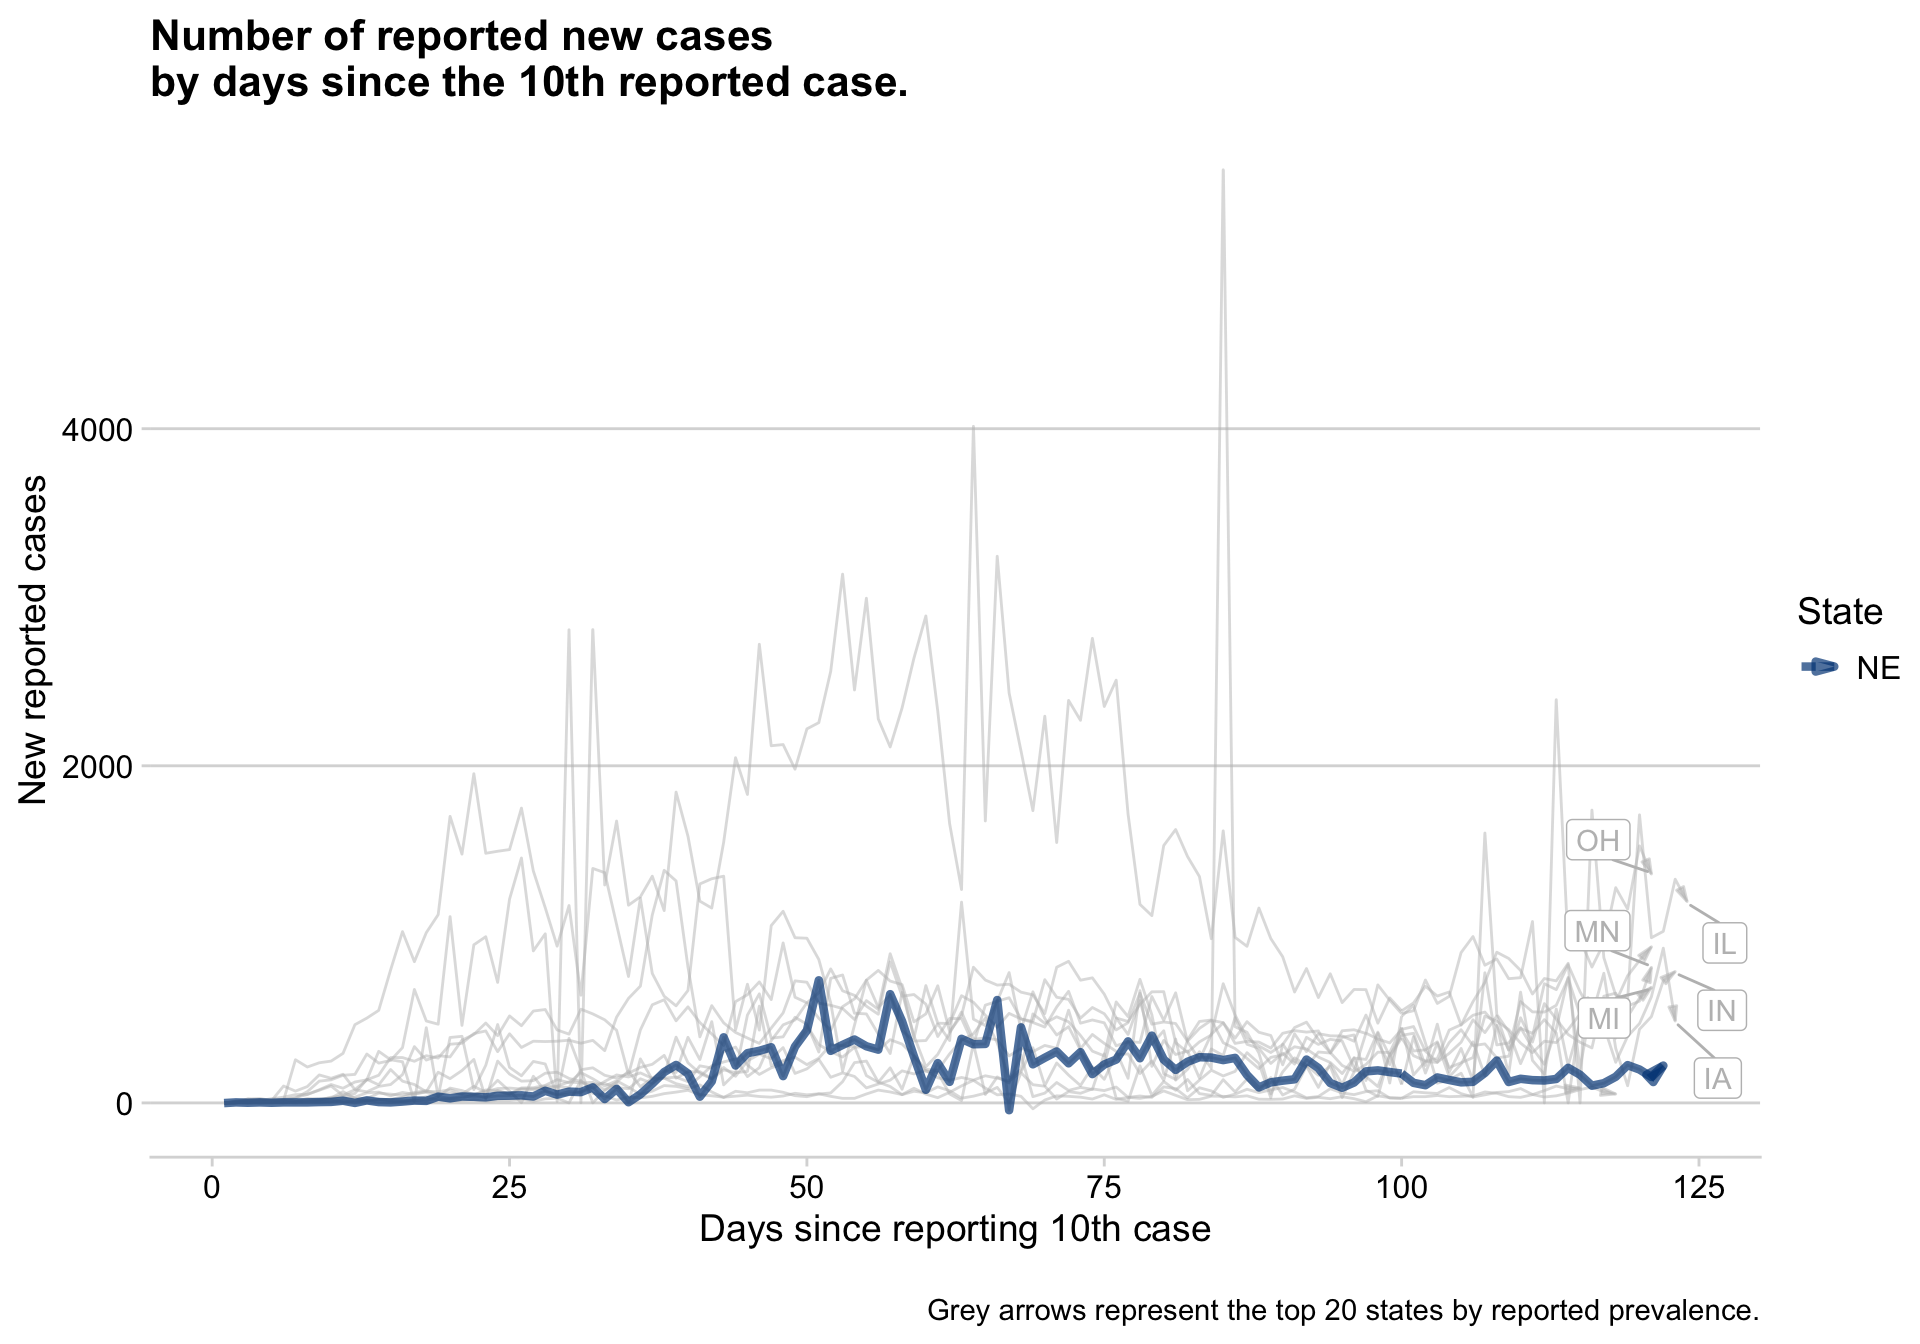 Number of reported new cases
by days since the 10th reported case.
New reported cases
4000
2000
0
OH
MN
IL
MI
IN
IA
State
NE
0 25 50 75 100 125
Days since reporting 10th case
Grey arrows represent the top 20 states by reported prevalence.